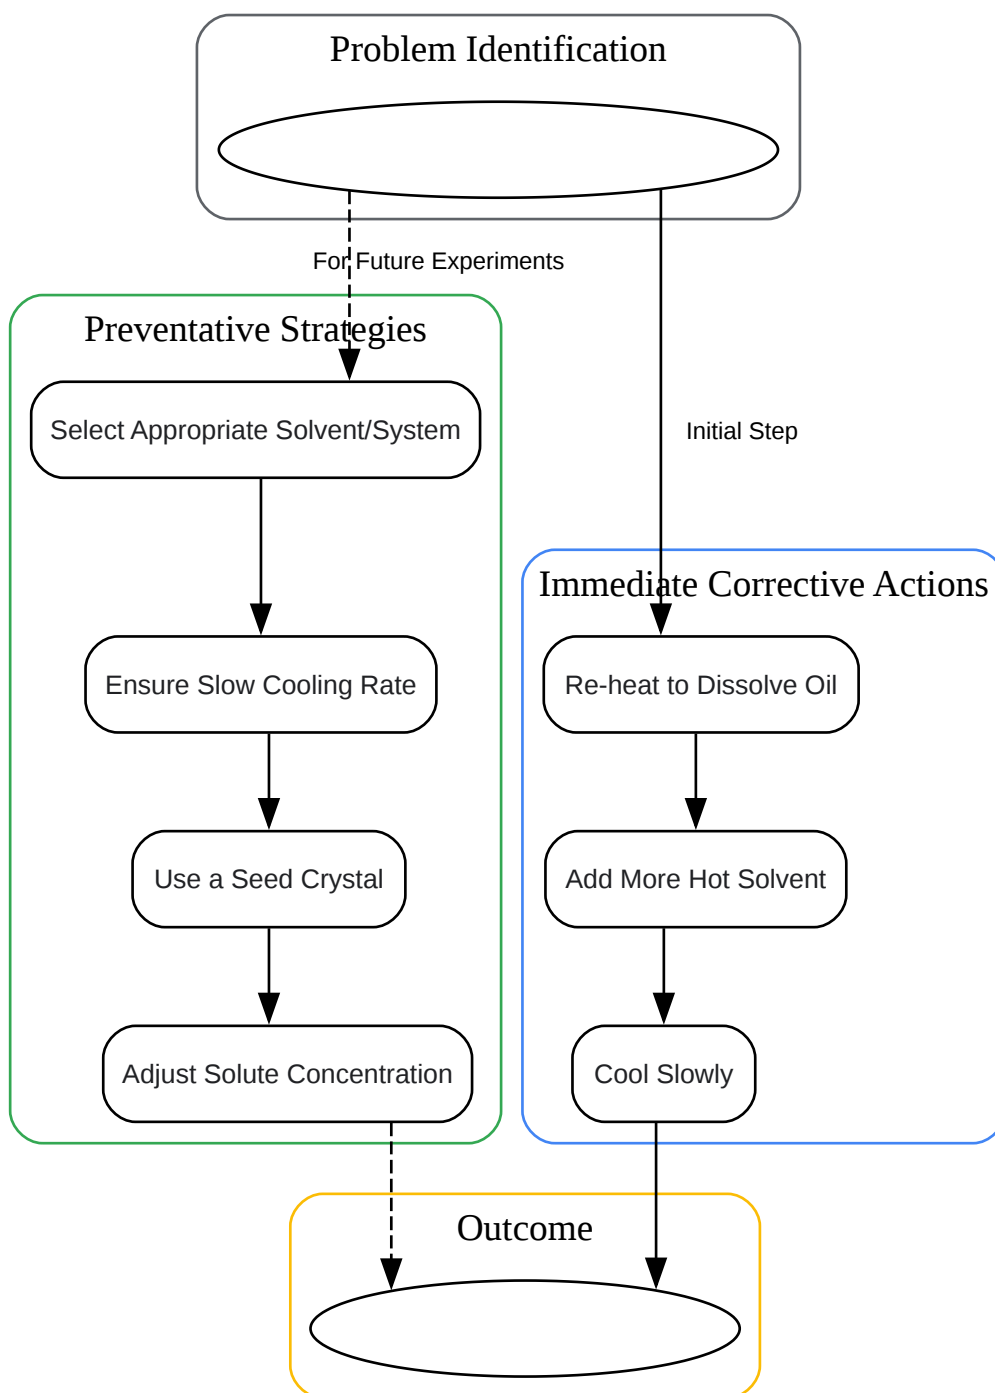 Problem Identification
For Future Experiments
Preventative Strategies
Select Appropriate Solvent/System
Initial Step
Immediate Corrective Actions
Ensure Slow Cooling Rate
Re-heat to Dissolve Oil
Use a Seed Crystal
Add More Hot Solvent
Adjust Solute Concentration
Cool Slowly
Outcome